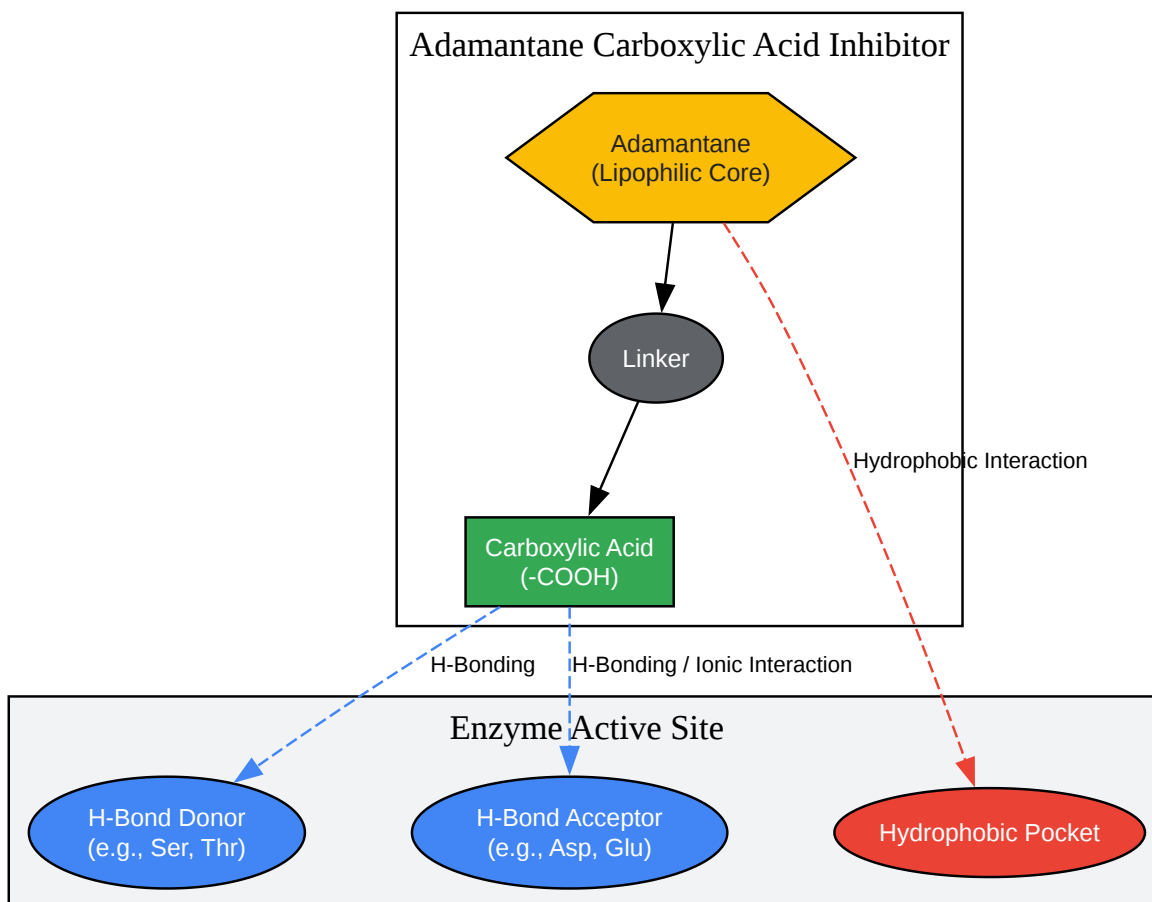 Adamantane Carboxylic Acid Inhibitor
Adamantane
(Lipophilic Core)
Linker
Hydrophobic Interaction
Carboxylic Acid
(-COOH)
H-Bonding
H-Bonding / Ionic Interaction
Enzyme Active Site
H-Bond Donor
(e.g., Ser, Thr)
H-Bond Acceptor
(e.g., Asp, Glu)
Hydrophobic Pocket